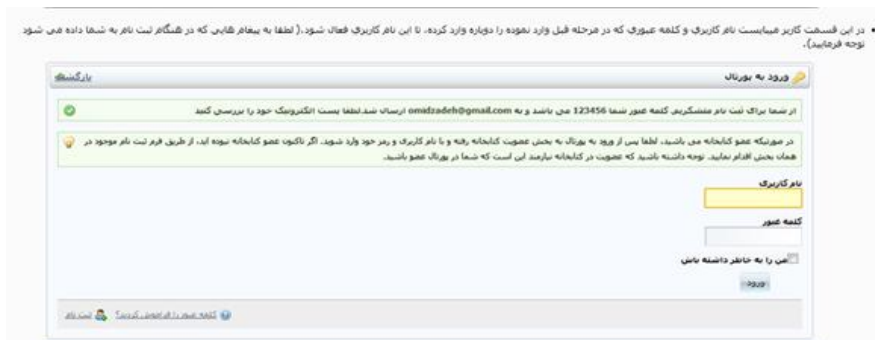 • در این قسمت کاربر میبایست نام کاربری و کلمه عبوری که در مرحله قبل وارد نموده را دوباره وارد کرده، تا این نام کاربری فعال شود.( لطفا به پیغام هایی که در هنگام ثبت نام به شما داده می شود
توجه فرمایید).
ورود به پورتال
بازگشت
از شما برای ثبت نام متشکریم. کلمه عبور شما 123456 می باشد و به omidzadeh@gmail.com ارسال شد.لطفا پست الکترونیک خود را بررسی کنید
در صورتیکه عضو کتابخانه می باشید، لطفا پس از ورود به پورتال به بخش عضویت کتابخانه رفته و با نام کاربری و رمز خود وارد شوید. اگر تاکنون عضو کتابخانه نبوده اید، از طریق فرم ثبت نام موجود در
همان بخش اقدام نمایید. توجه داشته باشید که عضویت در کتابخانه نیازمند این است که شما در پورتال عضو باشید.
نام کاربری
کلمه عبور
من را به خاطر داشته باش
ورود
کلمه عبور را فراموش کردید؟ ثبت نام